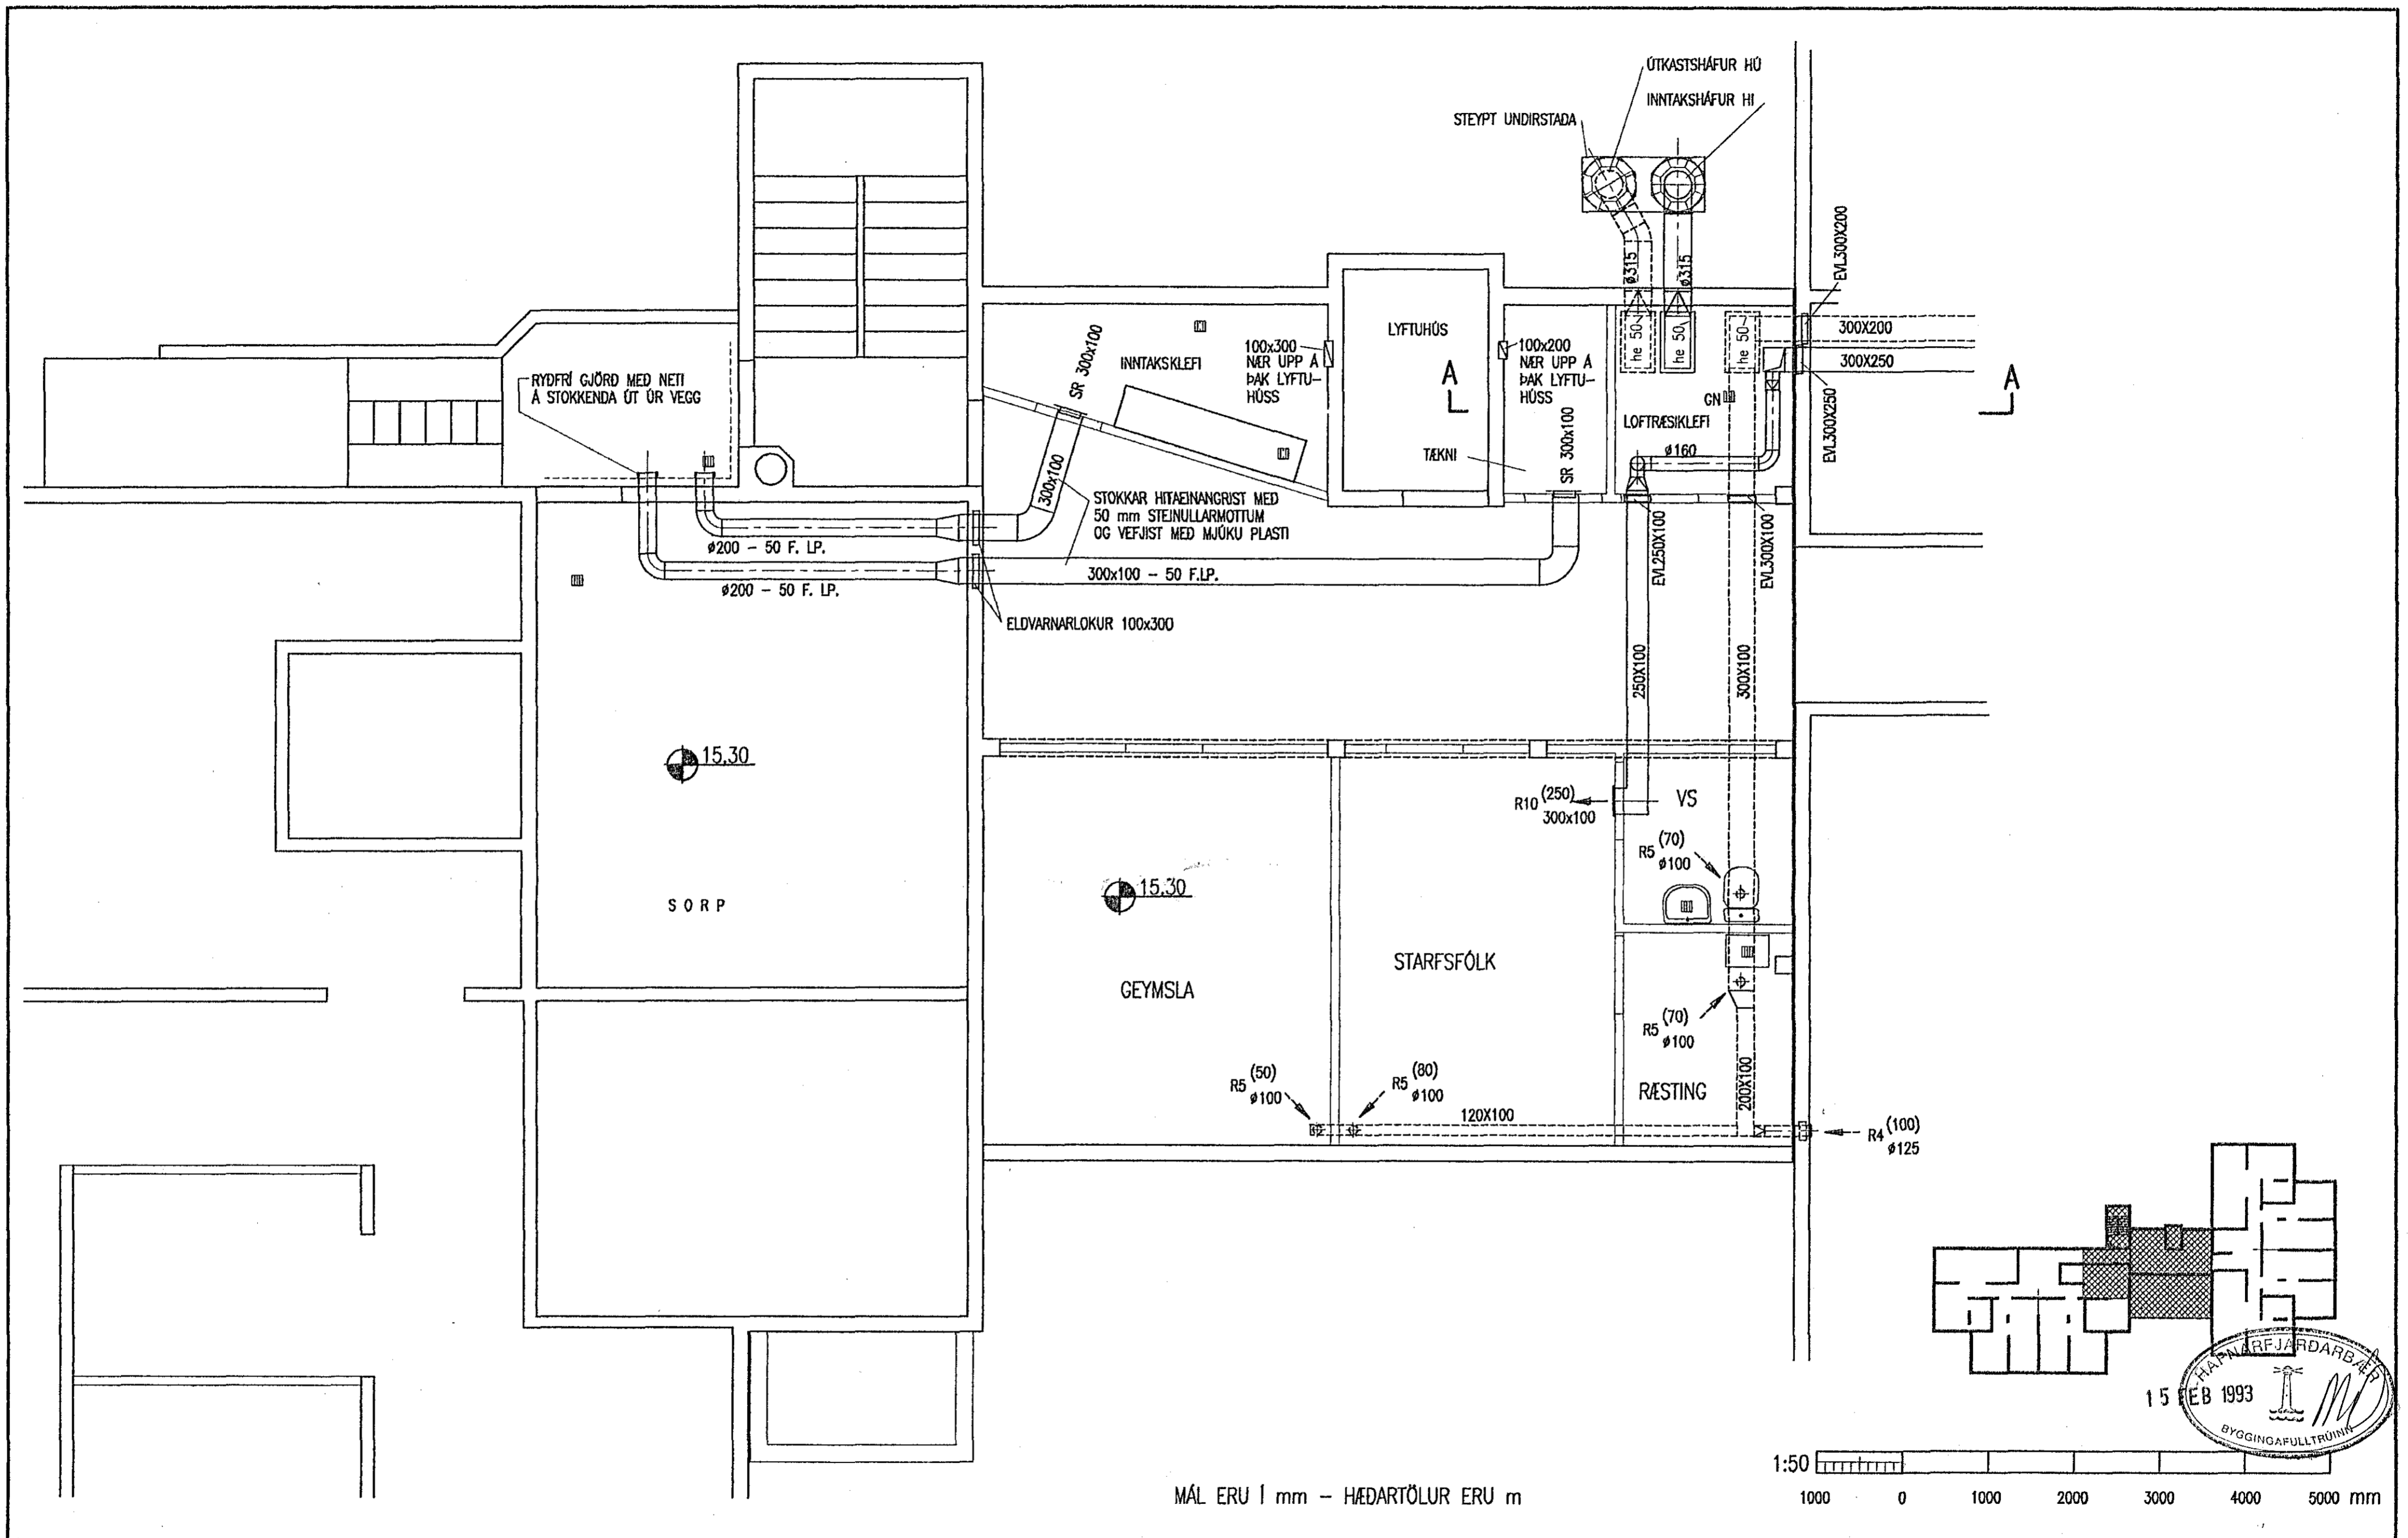 ÚTKASTSHÁFUR HÚ
INNTAKSHÁFUR HI
STEYPT UNDIRSTADA
ø315
ø315
EVL300X200
300X200
300X250
EVL300X250
he 50
he 50
he 50
LYFTUHÚS
INNTAKSKLEFI
SR 300x100
100x300
NÆR UPP Á
ÞAK LYFTU-
HÚSS
100x200
NÆR UPP Á
ÞAK LYFTU-
HÚSS
A
A
RYÐFRÍ GJÖRÐ MEÐ NETI
Á STOKKENDA ÚT ÚR VEGG
GN
LOFTRÆSIKLEFI
ø160
TÆKNI
SR 300x100
300x100
STOKKAR HITAEINANGRIST MEÐ
50 mm STEINULLARMOTTUM
OG VEFJIST MEÐ MJÚKU PLASTI
ø200 - 50 F. LP.
ø200 - 50 F. LP.
300x100 - 50 F.LP.
EVL250X100
EVL300X100
ELDVARNARLOKUR 100x300
250X100
300X100
15.30
R10 (250)
300x100
VS
R5 (70)
ø100
15.30
SORP
STARFSFÓLK
GEYMSLA
R5 (70)
ø100
R5 (50)
ø100
R5 (80)
ø100
RÆSTING
200X100
120X100
R4 (100)
ø125
HAFNARFJARÐARBÆR
15 FEB 1993
BYGGINGAFULLTRÚINN
1:50
1000 0 1000 2000 3000 4000 5000 mm
MÁL ERU Í mm - HÆÐARTÖLUR ERU m